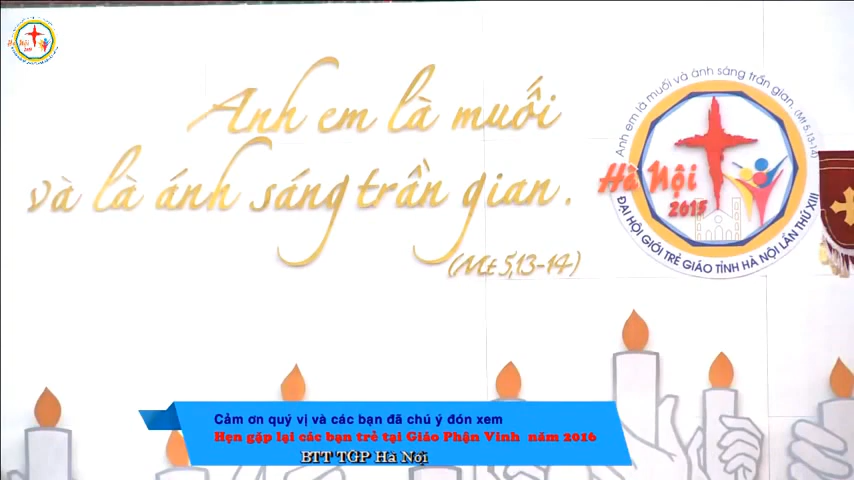 Hà Nội
2015
Anh em là muối
và là ánh sáng trần gian.
(Mt 5,13-14)
Anh em là muối và ánh sáng trần gian. (Mt 5,13-14)
Hà Nội
2015
ĐẠI HỘI GIỚI TRẺ GIÁO TỈNH HÀ NỘI LẦN THỨ XIII
Cảm ơn quý vị và các bạn đã chú ý đón xem
Hẹn gặp lại các bạn trẻ tại Giáo Phận Vinh năm 2016
BTT TGP Hà Nội